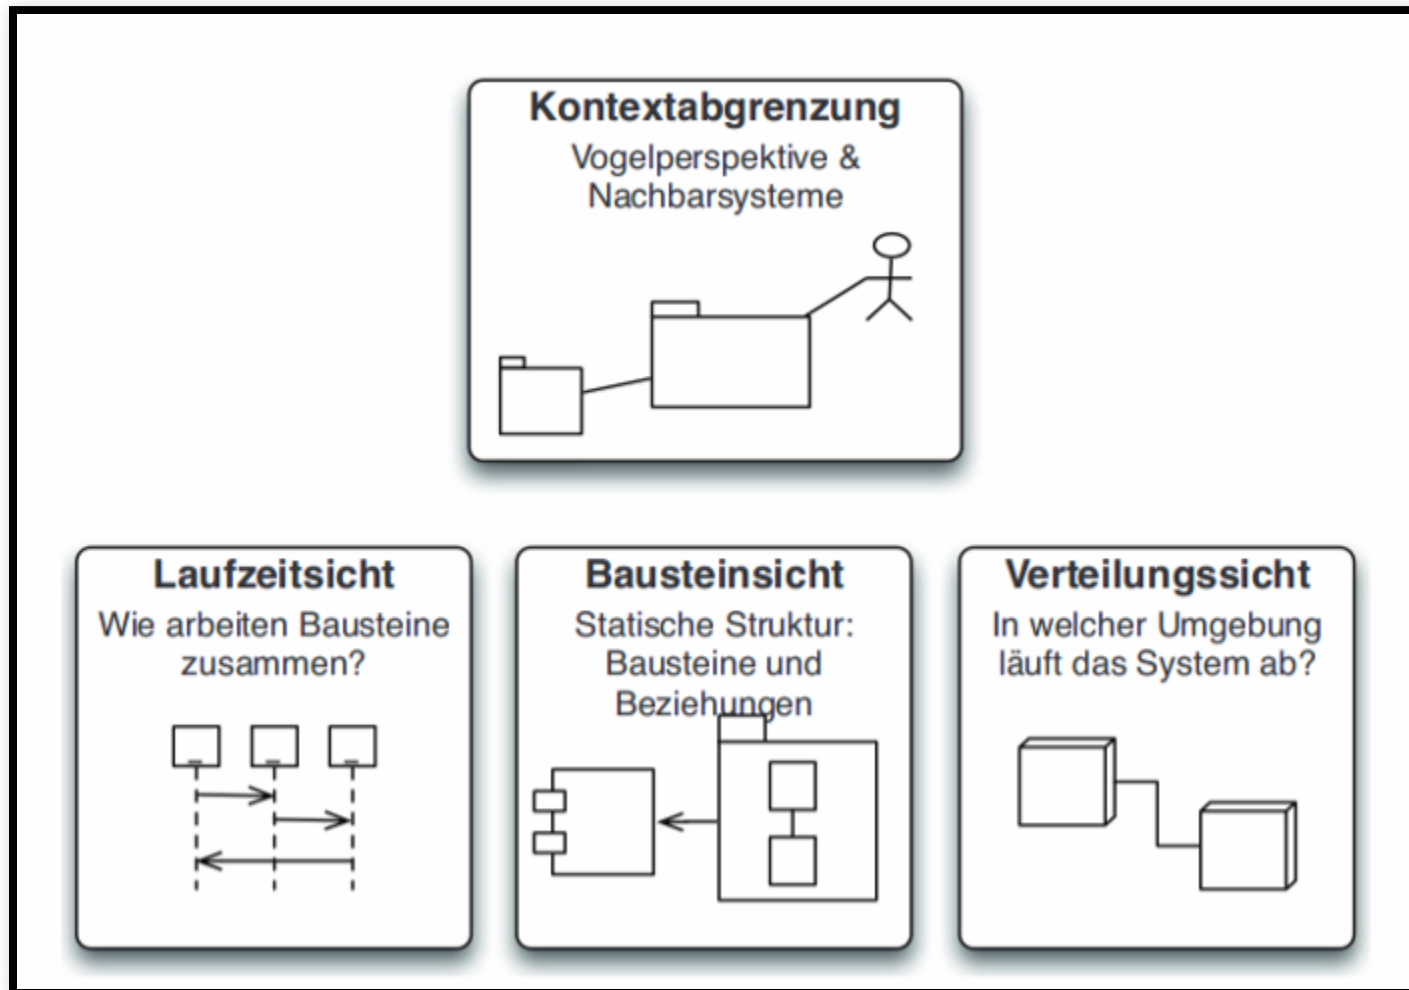 Kontextabgrenzung
Vogelperspektive &
Nachbarsysteme
Laufzeitsicht
Wie arbeiten Bausteine
zusammen?
Bausteinsicht
Statische Struktur:
Bausteine und
Beziehungen
Verteilungssicht
In welcher Umgebung
läuft das System ab?